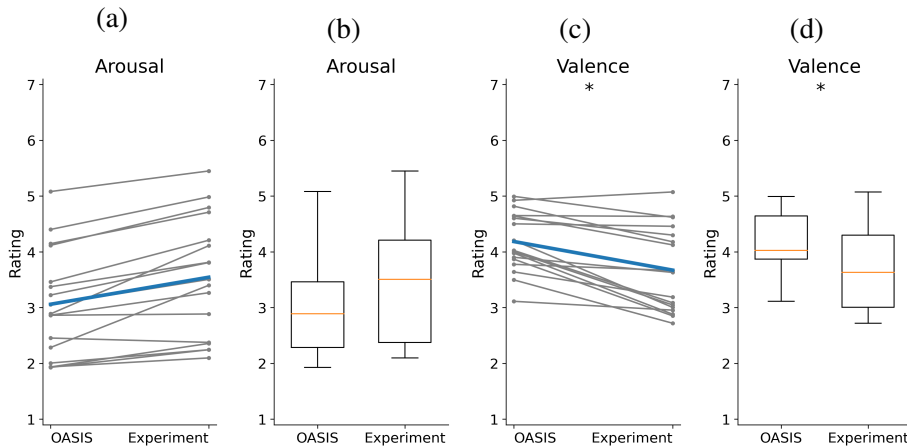 (a)
Arousal
Rating
7
6
5
4
3
2
1
OASIS Experiment
(b)
Arousal
Rating
7
6
5
4
3
2
1
OASIS Experiment
(c)
Valence
*
Rating
7
6
5
4
3
2
1
OASIS Experiment
(d)
Valence
*
Rating
7
6
5
4
3
2
1
OASIS Experiment